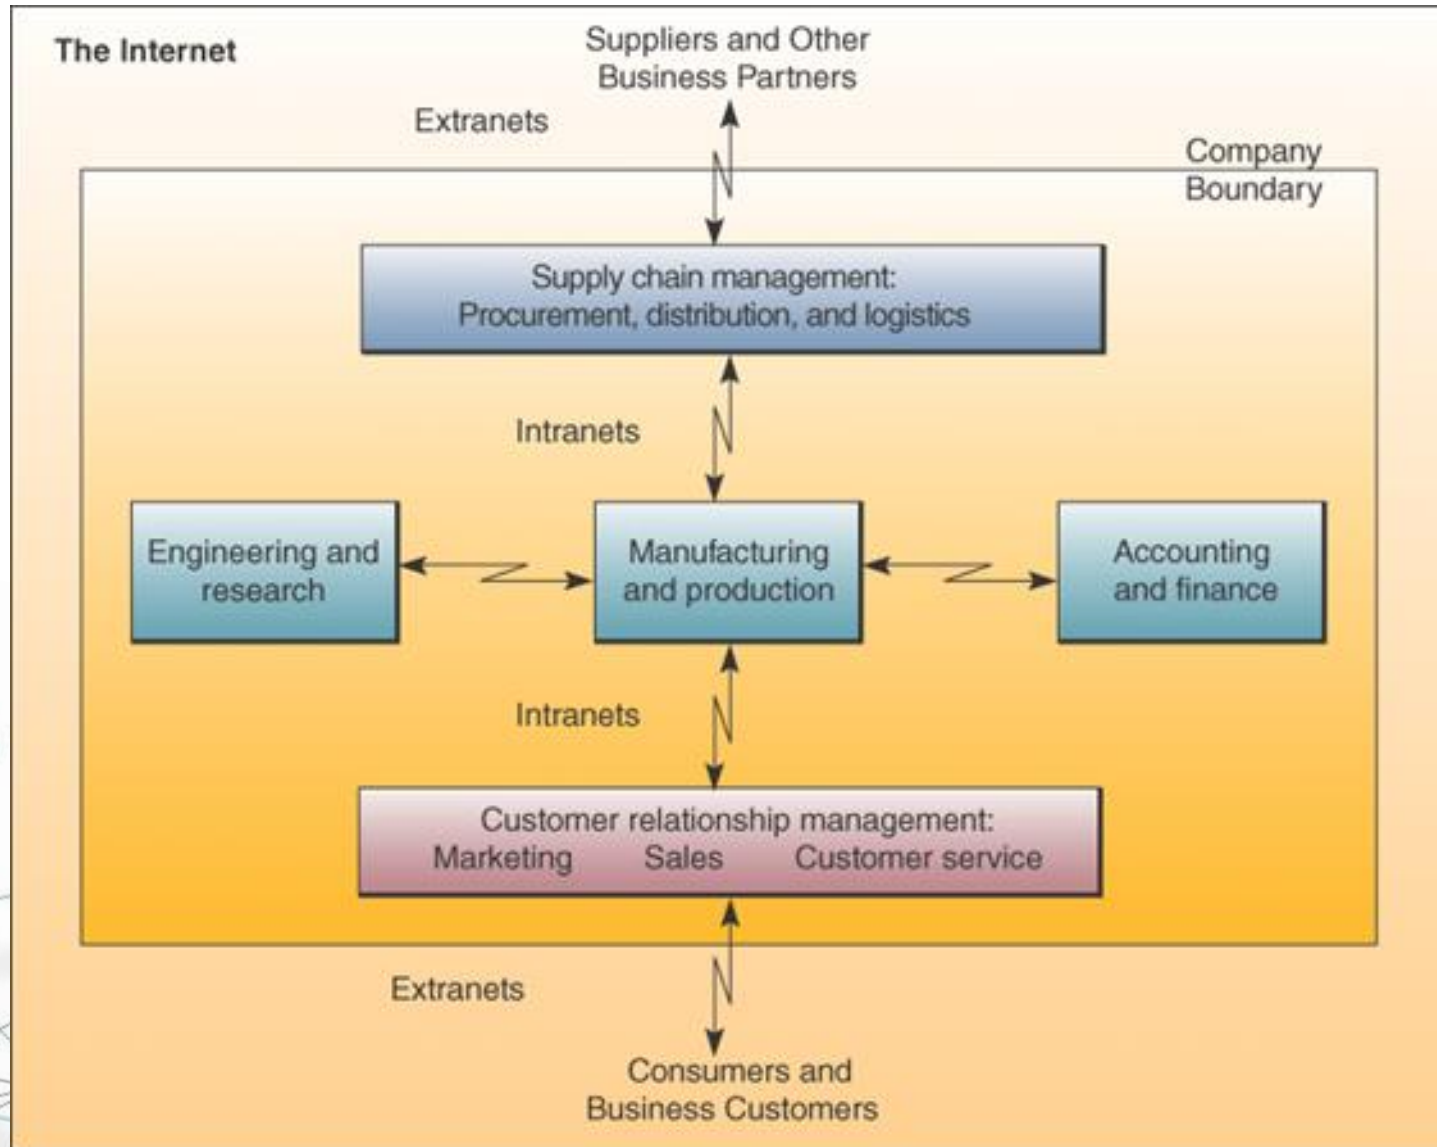 The Internet
Suppliers and Other
Business Partners
Extranets
Company
Boundary
Supply chain management:
Procurement, distribution, and logistics
Intranets
Engineering and
research
Manufacturing
and production
Accounting
and finance
Intranets
Customer relationship management:
Marketing Sales Customer service
Extranets
Consumers and
Business Customers